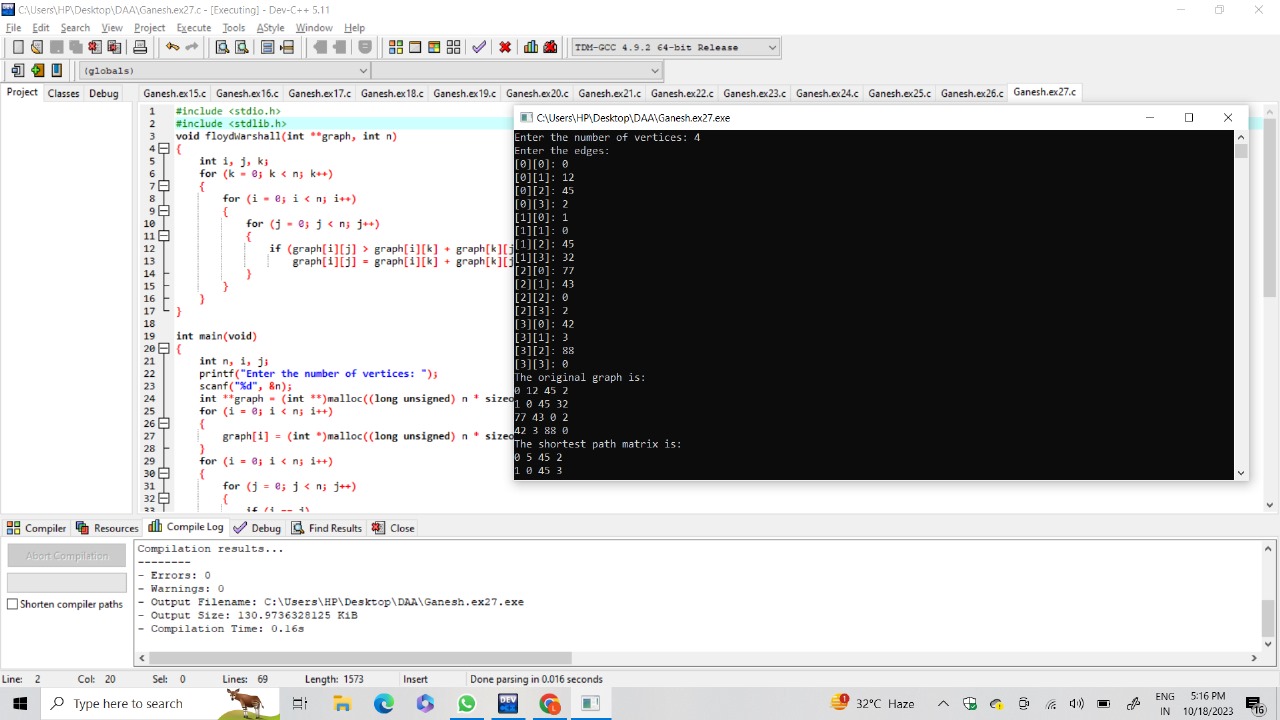 C:\Users\HP\Desktop\DAA\Ganesh.ex27.c - [Executing] - Dev-C++ 5.11
File Edit Search View Project Execute Tools AStyle Window Help
TDM-GCC 4.9.2 64-bit Release
(globals)
Project Classes Debug
Ganesh.ex15.c Ganesh.ex16.c Ganesh.ex17.c Ganesh.ex18.c Ganesh.ex19.c Ganesh.ex20.c Ganesh.ex21.c Ganesh.ex22.c Ganesh.ex23.c Ganesh.ex24.c Ganesh.ex25.c Ganesh.ex26.c Ganesh.ex27.c
1 #include <stdio.h>
2 #include <stdlib.h>
3 void floydWarshall(int **graph, int n)
4 {
5 int i, j, k;
6 for (k = 0; k < n; k++)
7 {
8 for (i = 0; i < n; i++)
9 {
10 for (j = 0; j < n; j++)
11 {
12 if (graph[i][j] > graph[i][k] + graph[k][j
13 graph[i][j] = graph[i][k] + graph[k][j
14 }
15 }
16 }
17 }
18
19 int main(void)
20 {
21 int n, i, j;
22 printf("Enter the number of vertices: ");
23 scanf("%d", &n);
24 int **graph = (int **)malloc((long unsigned) n * sizeo
25 for (i = 0; i < n; i++)
26 {
27 graph[i] = (int *)malloc((long unsigned) n * sizeo
28 }
29 for (i = 0; i < n; i++)
30 {
31 for (j = 0; j < n; j++)
32 {
if (i == j)
C:\Users\HP\Desktop\DAA\Ganesh.ex27.exe
Enter the number of vertices: 4
Enter the edges:
[0][0]: 0
[0][1]: 12
[0][2]: 45
[0][3]: 2
[1][0]: 1
[1][1]: 0
[1][2]: 45
[1][3]: 32
[2][0]: 77
[2][1]: 43
[2][2]: 0
[2][3]: 2
[3][0]: 42
[3][1]: 3
[3][2]: 88
[3][3]: 0
The original graph is:
0 12 45 2
1 0 45 32
77 43 0 2
42 3 88 0
The shortest path matrix is:
0 5 45 2
1 0 45 3
Compiler Resources Compile Log Debug Find Results Close
Abort Compilation
Shorten compiler paths
Compilation results...
--------
- Errors: 0
- Warnings: 0
- Output Filename: C:\Users\HP\Desktop\DAA\Ganesh.ex27.exe
- Output Size: 130.9736328125 KiB
- Compilation Time: 0.16s
Line: 2 Col: 20 Sel: 0 Lines: 69 Length: 1573 Insert Done parsing in 0.016 seconds
Type here to search
1 32°C Haze
ENG
IN
5:16 PM
10/18/2023
16